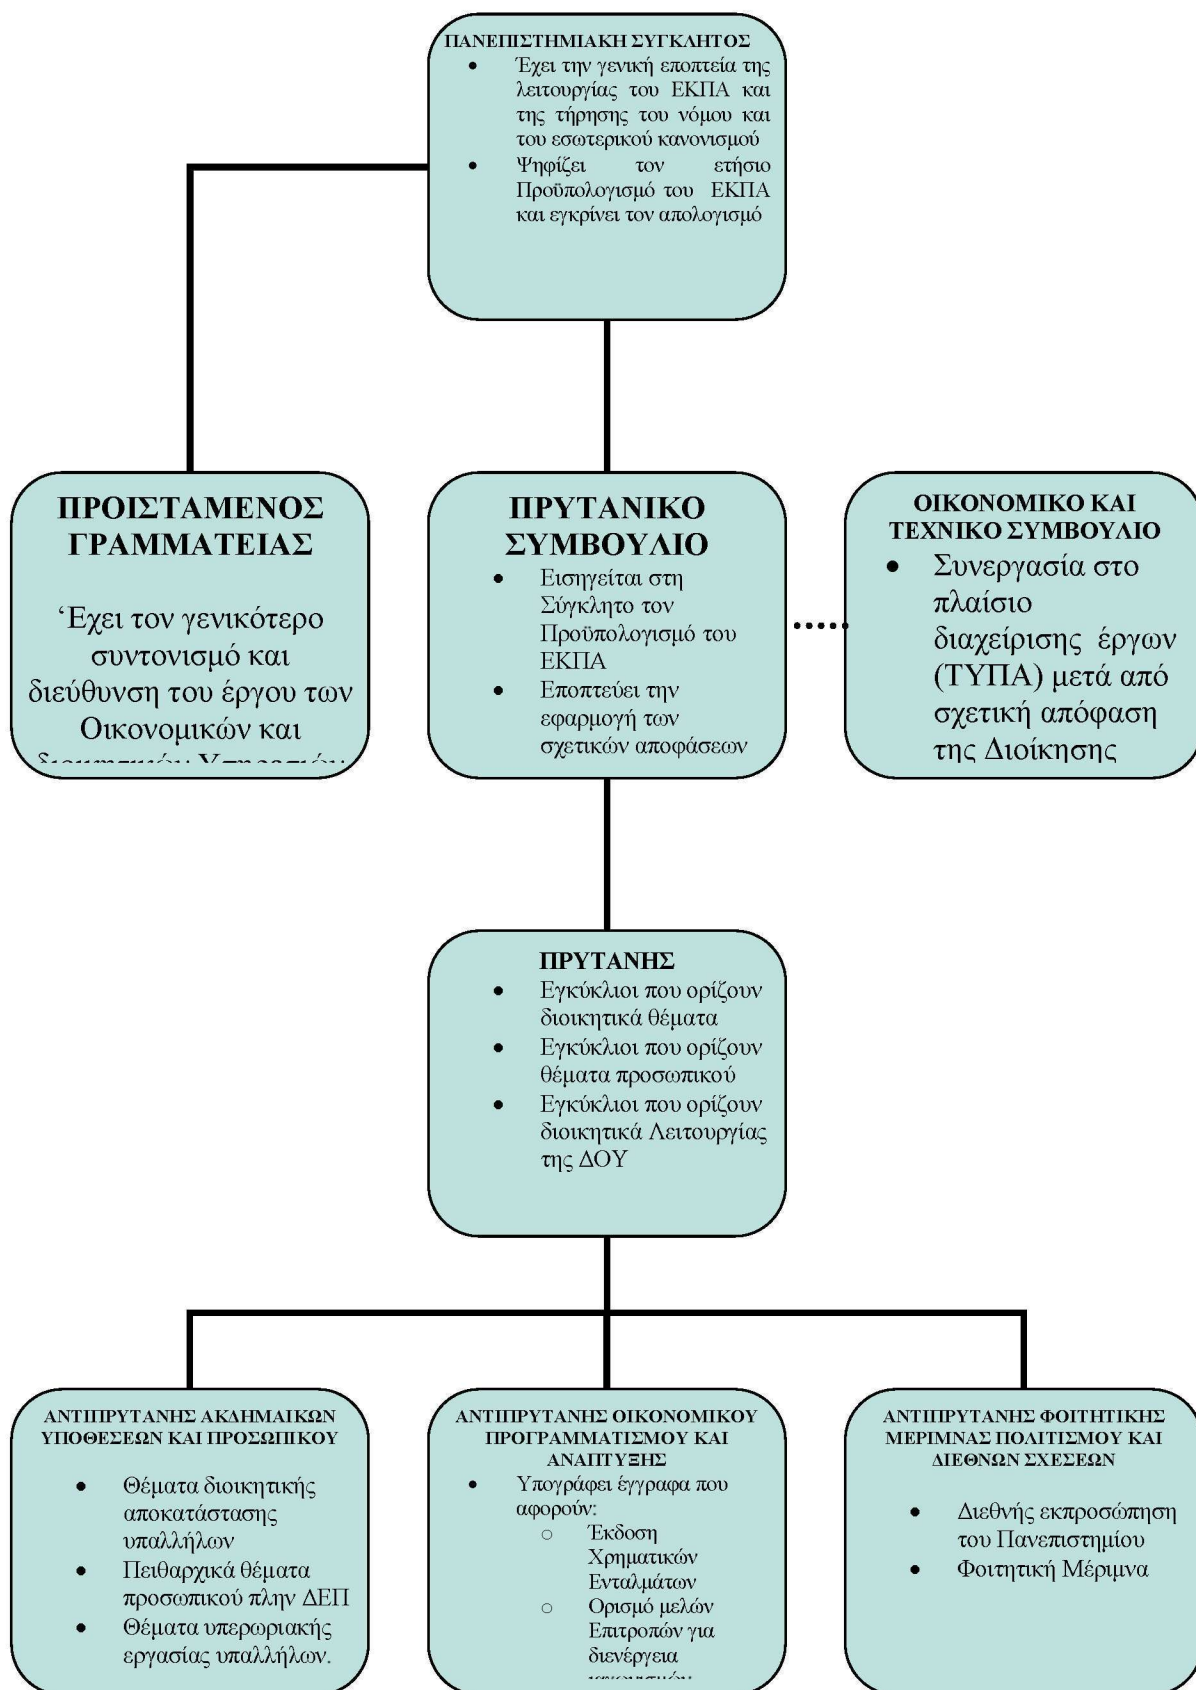 ΠΑΝΕΠΙΣΤΗΜΙΑΚΗ ΣΥΓΚΛΗΤΟΣ
• Έχει την γενική εποπτεία της
λειτουργίας του ΕΚΠΑ και
της τήρησης του νόμου και
του εσωτερικού κανονισμού
• Ψηφίζει τον ετήσιο
Προϋπολογισμό του ΕΚΠΑ
και εγκρίνει τον απολογισμό
ΠΡΟΙΣΤΑΜΕΝΟΣ
ΓΡΑΜΜΑΤΕΙΑΣ
‘Έχει τον γενικότερο
συντονισμό και
διεύθυνση του έργου των
Οικονομικών και
ΠΡΥΤΑΝΙΚΟ
ΣΥΜΒΟΥΛΙΟ
• Εισηγείται στη
Σύγκλητο τον
Προϋπολογισμό του
ΕΚΠΑ
• Εποπτεύει την
εφαρμογή των
σχετικών αποφάσεων
ΟΙΚΟΝΟΜΙΚΟ ΚΑΙ
ΤΕΧΝΙΚΟ ΣΥΜΒΟΥΛΙΟ
• Συνεργασία στο
πλαίσιο
διαχείρισης έργων
(ΤΥΠΑ) μετά από
σχετική απόφαση
της Διοίκησης
ΠΡΥΤΑΝΗΣ
• Εγκύκλιοι που ορίζουν
διοικητικά θέματα
• Εγκύκλιοι που ορίζουν
θέματα προσωπικού
• Εγκύκλιοι που ορίζουν
διοικητικά Λειτουργίας
της ΔΟΥ
ΑΝΤΙΠΡΥΤΑΝΗΣ ΑΚΔΗΜΑΙΚΩΝ
ΥΠΟΘΕΣΕΩΝ ΚΑΙ ΠΡΟΣΩΠΙΚΟΥ
• Θέματα διοικητικής
αποκατάστασης
υπαλλήλων
• Πειθαρχικά θέματα
προσωπικού πλην ΔΕΠ
• Θέματα υπερωριακής
εργασίας υπαλλήλων.
ΑΝΤΙΠΡΥΤΑΝΗΣ ΟΙΚΟΝΟΜΙΚΟΥ
ΠΡΟΓΡΑΜΜΑΤΙΣΜΟΥ ΚΑΙ
ΑΝΑΠΤΥΞΗΣ
• Υπογράφει έγγραφα που
αφορούν:
o Έκδοση
Χρηματικών
Ενταλμάτων
o Ορισμό μελών
Επιτροπών για
διενέργεια
ΑΝΤΙΠΡΥΤΑΝΗΣ ΦΟΙΤΗΤΙΚΗΣ
ΜΕΡΙΜΝΑΣ ΠΟΛΙΤΙΣΜΟΥ ΚΑΙ
ΔΙΕΘΝΩΝ ΣΧΕΣΕΩΝ
• Διεθνής εκπροσώπηση
του Πανεπιστημίου
• Φοιτητική Μέριμνα